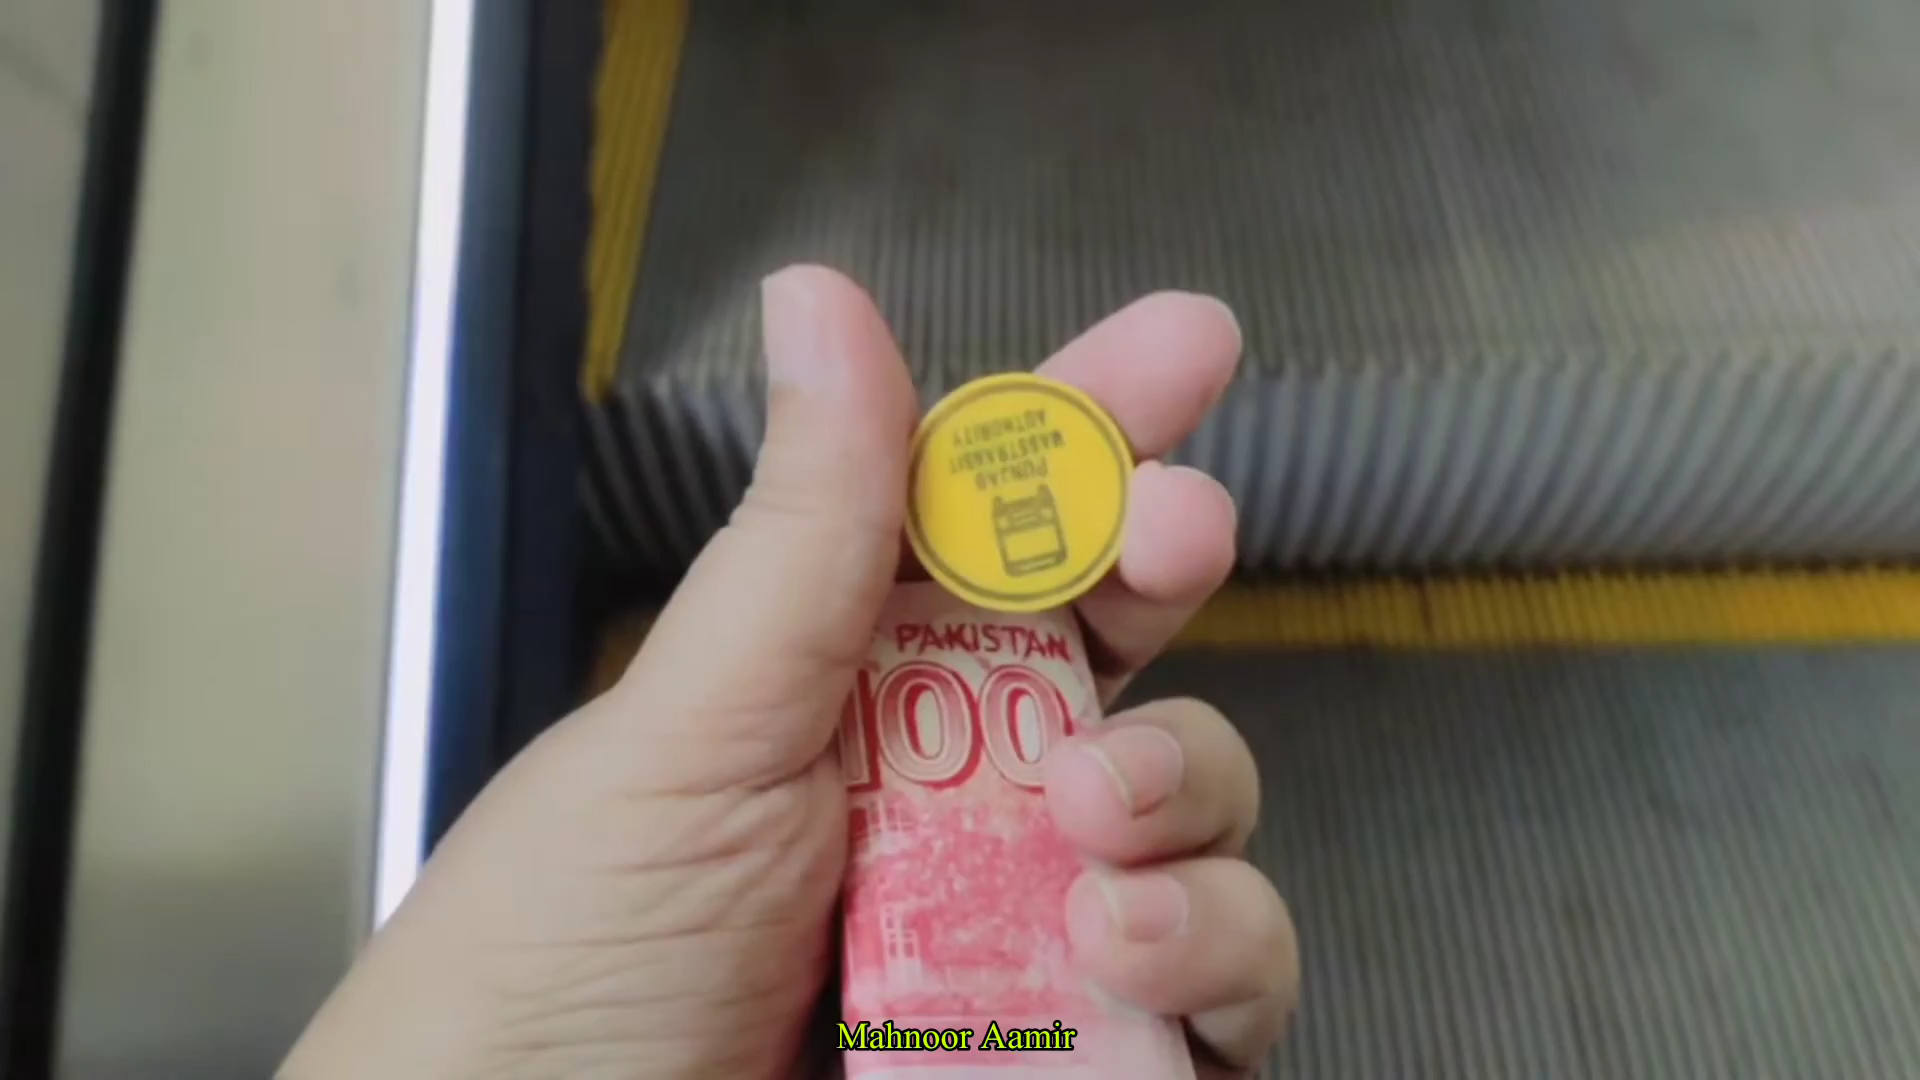 PUNJAB
MASSTRANSIT
AUTHORITY
PAKISTAN
100
Mahnoor Aamir